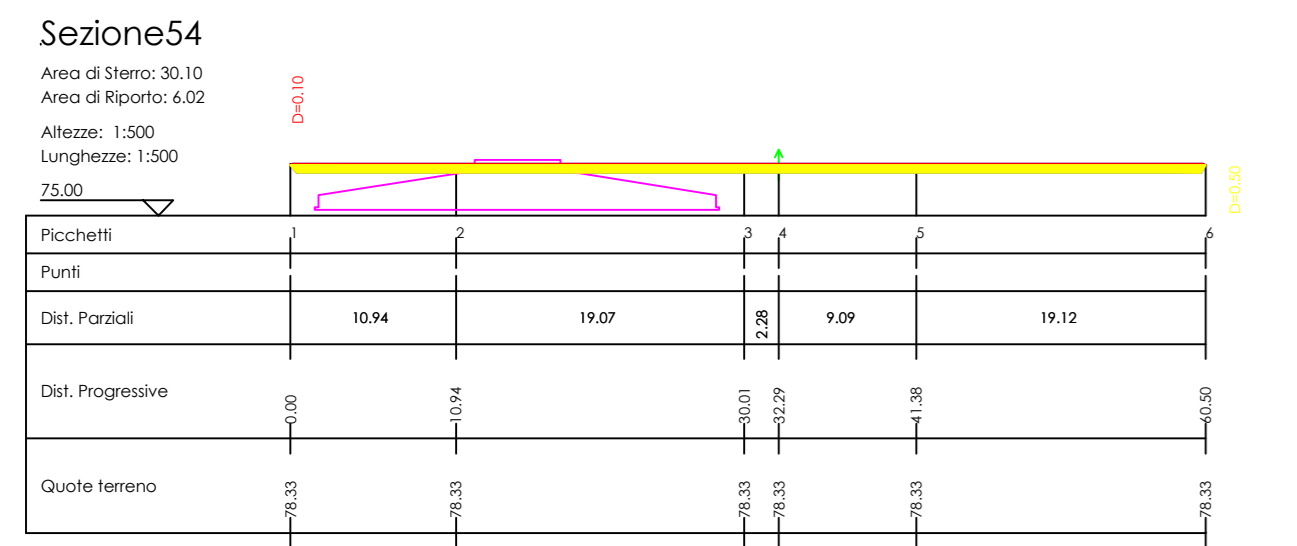 Sezione54
Area di Sterro: 30.10
Area di Riporto: 6.02
Altezze: 1:500
Lunghezze: 1:500
75.00
D=0.10
D=0.50
Picchetti 1 2 3 4 5 6
Punti
Dist. Parziali 10.94 19.07 2.28 9.09 19.12
Dist. Progressive 0.00 10.94 30.01 32.29 41.38 60.50
Quote terreno 78.33 78.33 78.33 78.33 78.33 78.33